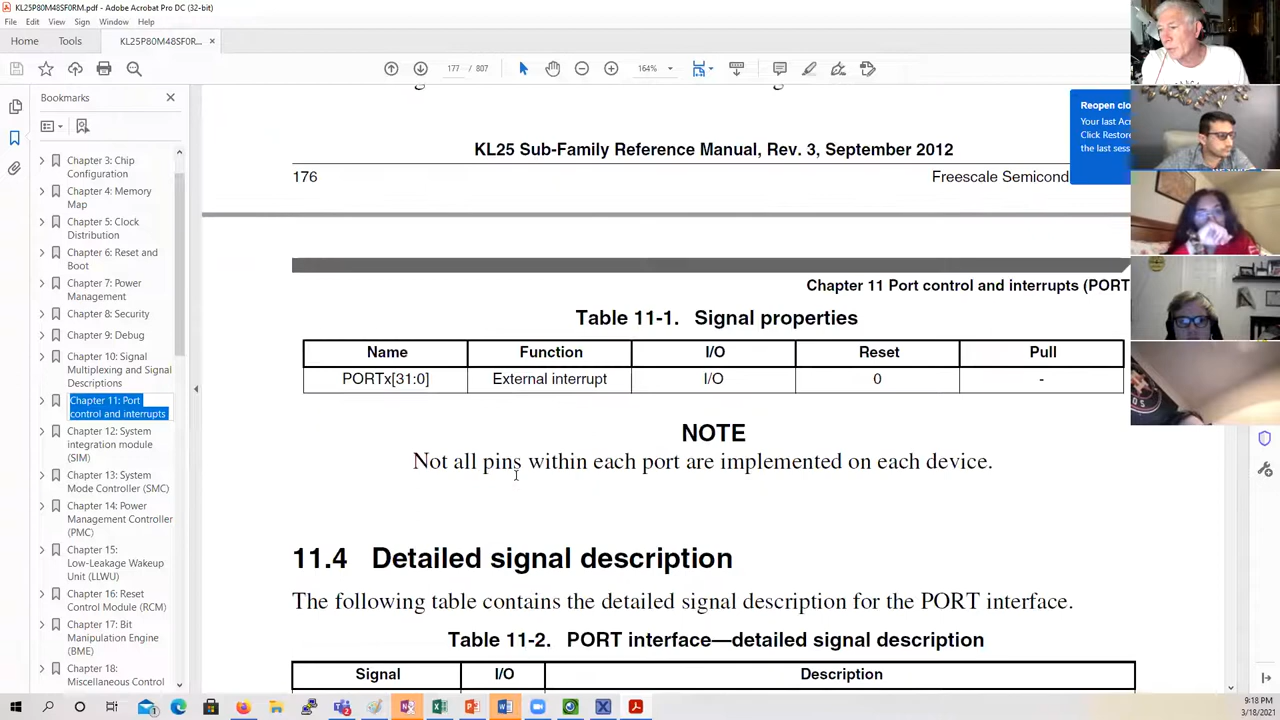 KL25P80M48SF0RM.pdf - Adobe Acrobat Pro DC (32-bit)
File Edit View Sign Window Help
Home Tools KL25P80M48SF0R... ×
177 / 807 164%
Bookmarks
Chapter 3: Chip
Configuration
Chapter 4: Memory
Map
Chapter 5: Clock
Distribution
Chapter 6: Reset and
Boot
Chapter 7: Power
Management
Chapter 8: Security
Chapter 9: Debug
Chapter 10: Signal
Multiplexing and Signal
Descriptions
Chapter 11: Port
control and interrupts
Chapter 12: System
integration module
(SIM)
Chapter 13: System
Mode Controller (SMC)
Chapter 14: Power
Management Controller
(PMC)
Chapter 15:
Low-Leakage Wakeup
Unit (LLWU)
Chapter 16: Reset
Control Module (RCM)
Chapter 17: Bit
Manipulation Engine
(BME)
Chapter 18:
Miscellaneous Control
KL25 Sub-Family Reference Manual, Rev. 3, September 2012
176 Freescale Semicond
Reopen clo
Your last Acr
Click Restore
the last sess
Chapter 11 Port control and interrupts (PORT
Table 11-1. Signal properties
Name Function I/O Reset Pull
PORTx[31:0] External interrupt I/O 0 -
NOTE
Not all pins within each port are implemented on each device.
11.4 Detailed signal description
The following table contains the detailed signal description for the PORT interface.
Table 11-2. PORT interface—detailed signal description
Signal I/O Description
9:18 PM
3/18/2021